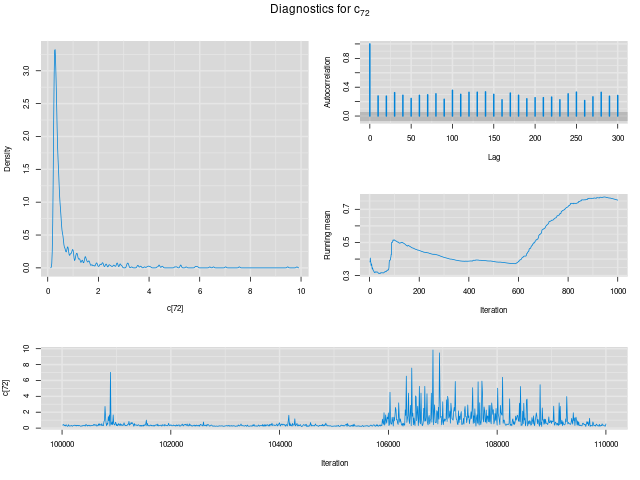 Diagnostics for c72
Density
0.0 0.5 1.0 1.5 2.0 2.5 3.0
0 2 4 6 8 10
c[72]
Autocorrelation
0.0 0.4 0.8
0 50 100 150 200 250 300
Lag
Running mean
0.3 0.5 0.7
0 200 400 600 800 1000
Iteration
c[72]
0 2 4 6 8 10
100000 102000 104000 106000 108000 110000
Iteration